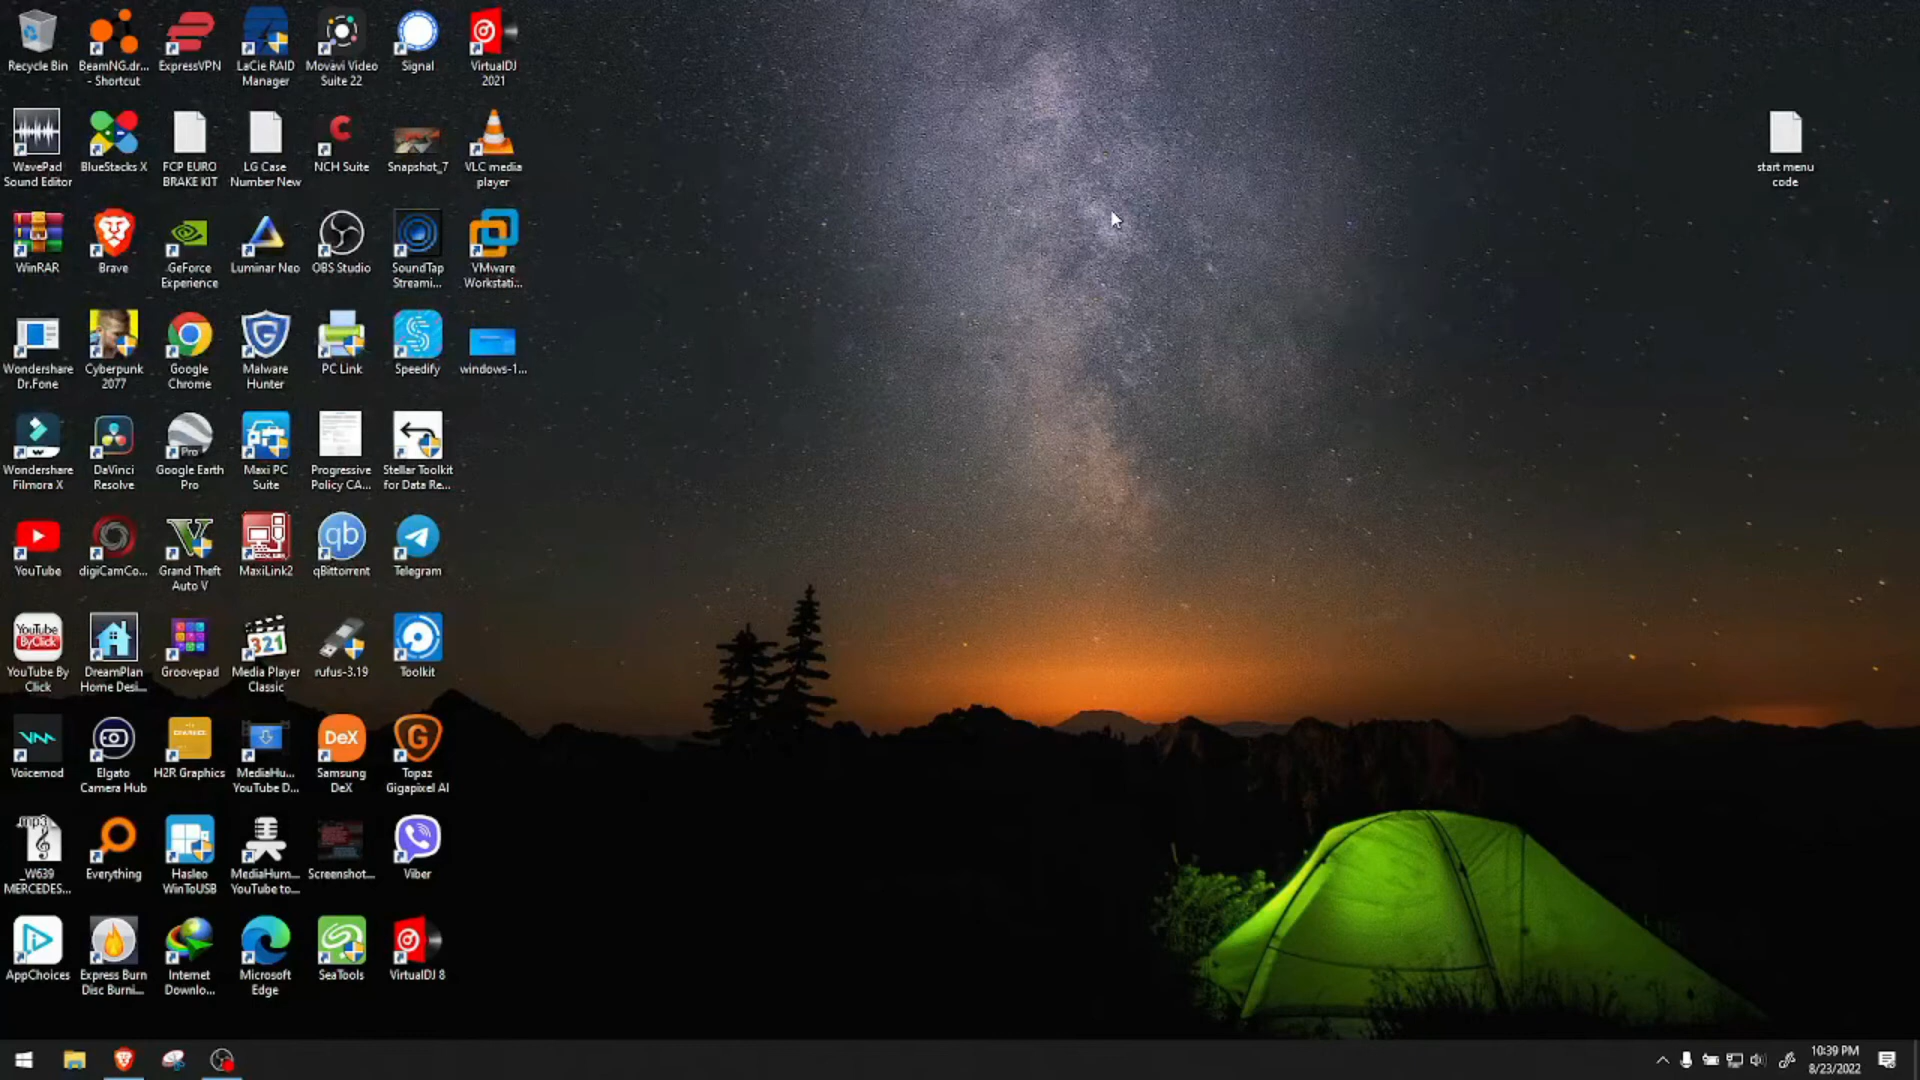 Recycle Bin
BeamNG.dr...
- Shortcut
ExpressVPN
LaCie RAID
Manager
Movavi Video
Suite 22
Signal
VirtualDJ
2021
WavePad
Sound Editor
BlueStacks X
FCP EURO
BRAKE KIT
LG Case
Number New
NCH Suite
Snapshot_7
VLC media
player
start menu
code
WinRAR
Brave
GeForce
Experience
Luminar Neo
OBS Studio
SoundTap
Streami...
VMware
Workstati...
Wondershare
Dr.Fone
Cyberpunk
2077
Google
Chrome
Malware
Hunter
PC Link
Speedify
windows-1...
Wondershare
Filmora X
DaVinci
Resolve
Pro
Google Earth
Pro
Maxi PC
Suite
Progressive
Policy CA...
Stellar Toolkit
for Data Re...
YouTube
digiCamCo...
Grand Theft
Auto V
MaxiLink2
qb
qBittorrent
Telegram
YouTube
ByClick
YouTube By
Click
DreamPlan
Home Desi...
Groovepad
321
Media Player
Classic
rufus-3.19
Toolkit
Voicemod
Elgato
Camera Hub
H2R Graphics
MediaHu...
YouTube D...
DeX
Samsung
DeX
Topaz
Gigapixel AI
mp3
_W639
MERCEDES...
Everything
Hasleo
WinToUSB
MediaHum...
YouTube to...
Screenshot...
Viber
AppChoices
Express Burn
Disc Burni...
Internet
Downlo...
Microsoft
Edge
SeaTools
VirtualDJ 8
10:39 PM
8/23/2022